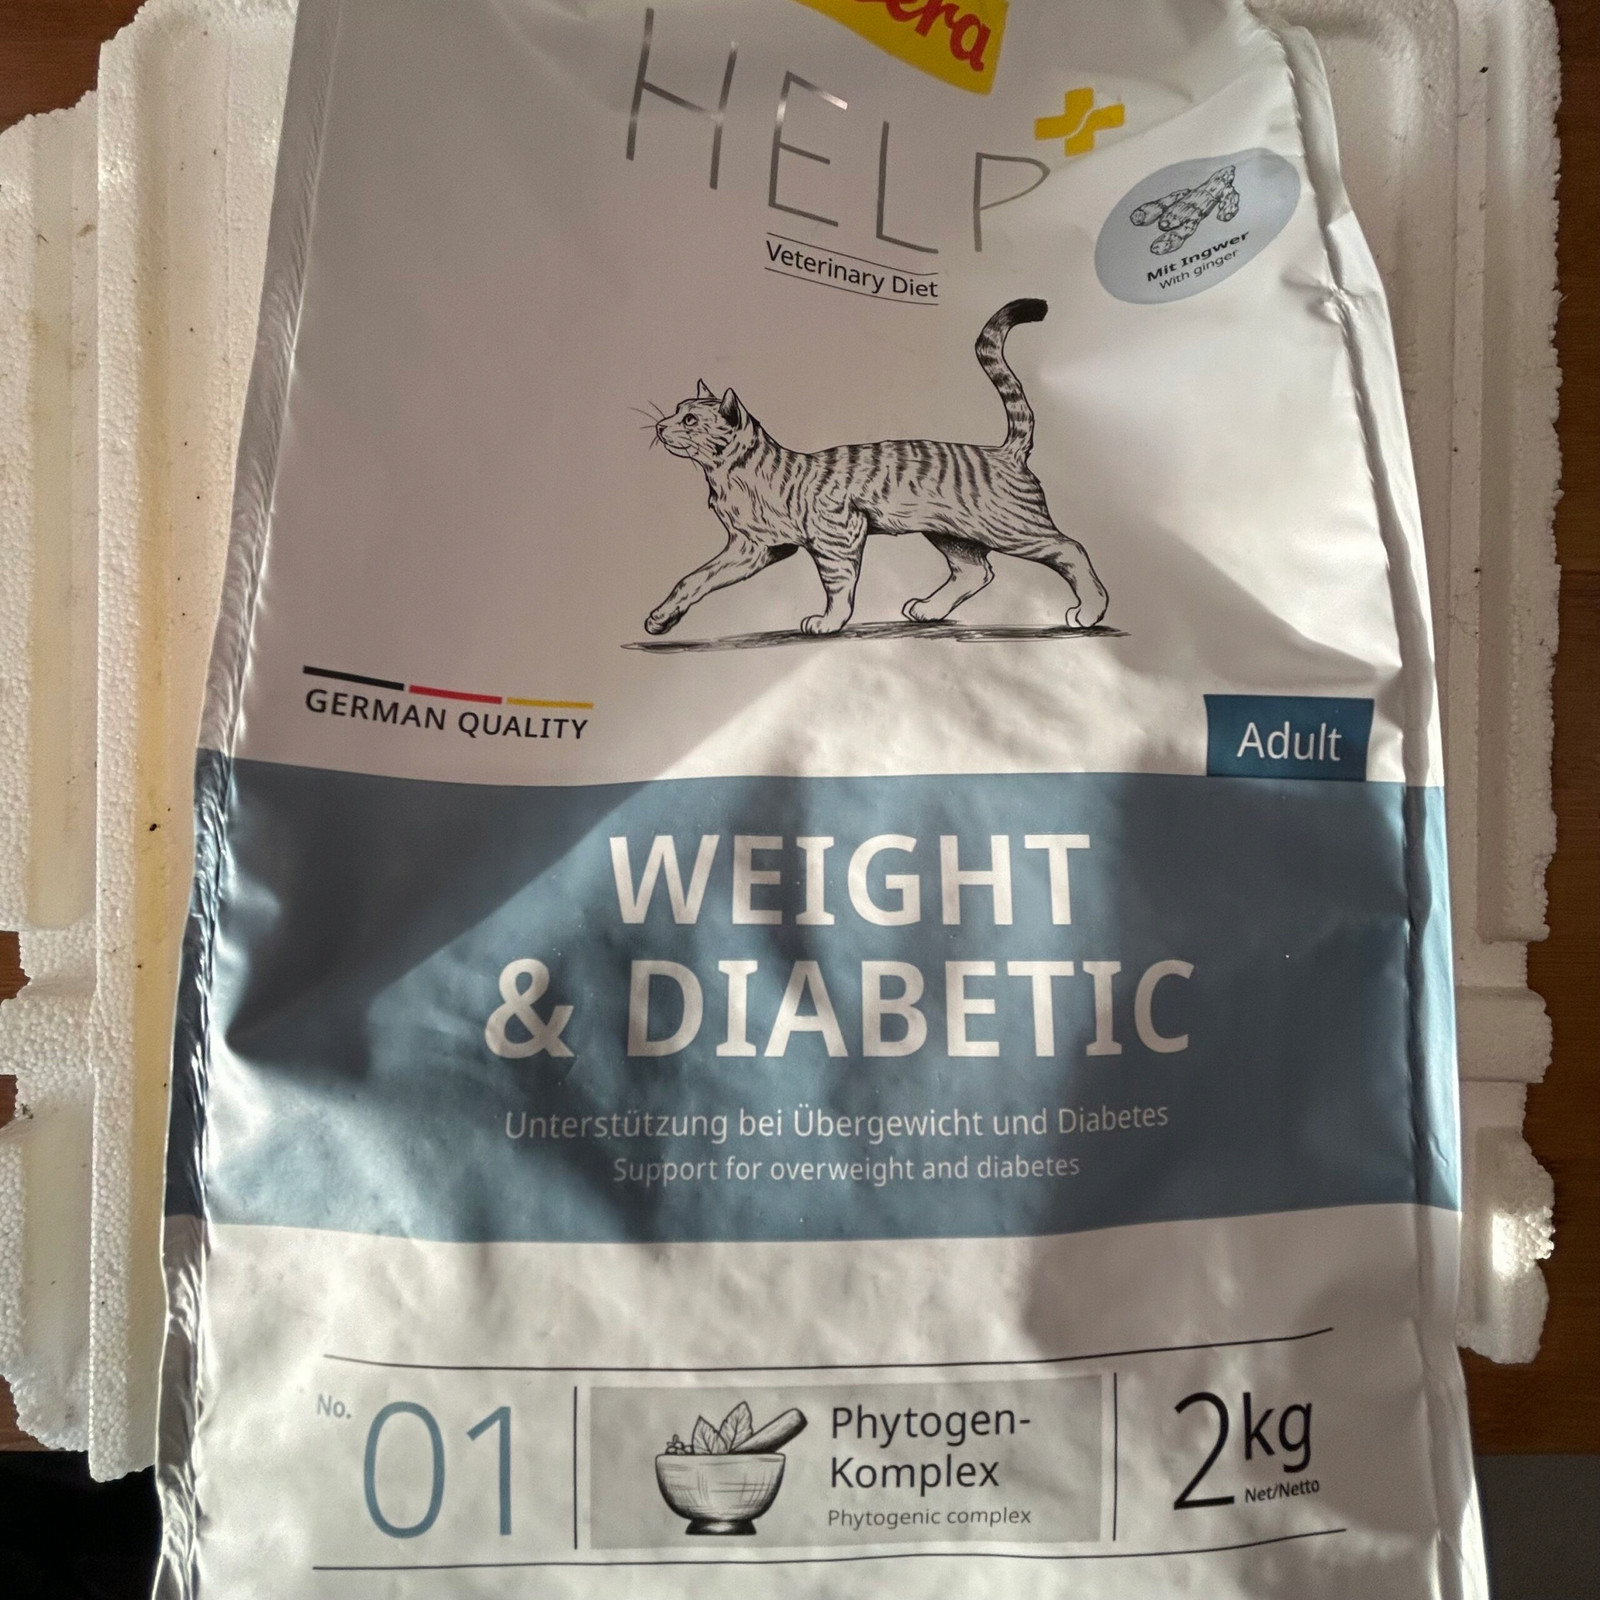 HELP
Veterinary Diet
Mit Ingwer
With ginger
GERMAN QUALITY
Adult
WEIGHT
& DIABETIC
Unterstützung bei Übergewicht und Diabetes
Support for overweight and diabetes
No. 01
Phytogen-
Komplex
Phytogenic complex
2kg
Net/Netto